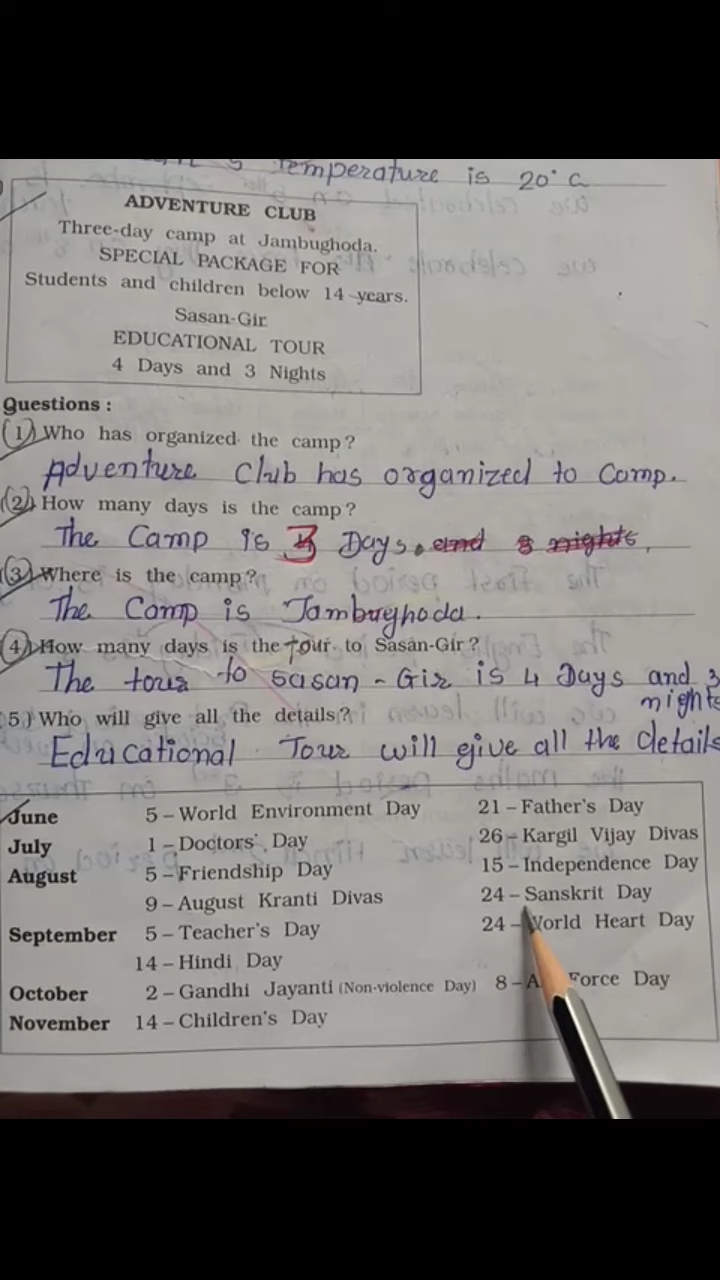 temperature is 20° C
ADVENTURE CLUB
Three-day camp at Jambughoda.
SPECIAL PACKAGE FOR
Students and children below 14 years.
Sasan-Gir
EDUCATIONAL TOUR
4 Days and 3 Nights
Questions :
(1) Who has organized the camp?
Adventure Club has organized to Camp.
(2) How many days is the camp?
The Camp is 3 Days. and 3 nights.
(3) Where is the camp?
The Comp is Jambughoda.
(4) How many days is the tour to Sasan-Gir?
The tour to Sasan - Gir is 4 Days and 3
nights
(5) Who will give all the details?
Educational Tour will give all the details
June 5 – World Environment Day 21 – Father's Day
July 1 – Doctors' Day 26 – Kargil Vijay Divas
August 5 – Friendship Day 15 – Independence Day
9 – August Kranti Divas 24 – Sanskrit Day
September 5 – Teacher's Day 24 – World Heart Day
14 – Hindi Day
October 2 – Gandhi Jayanti (Non-violence Day) 8 – Force Day
November 14 – Children's Day